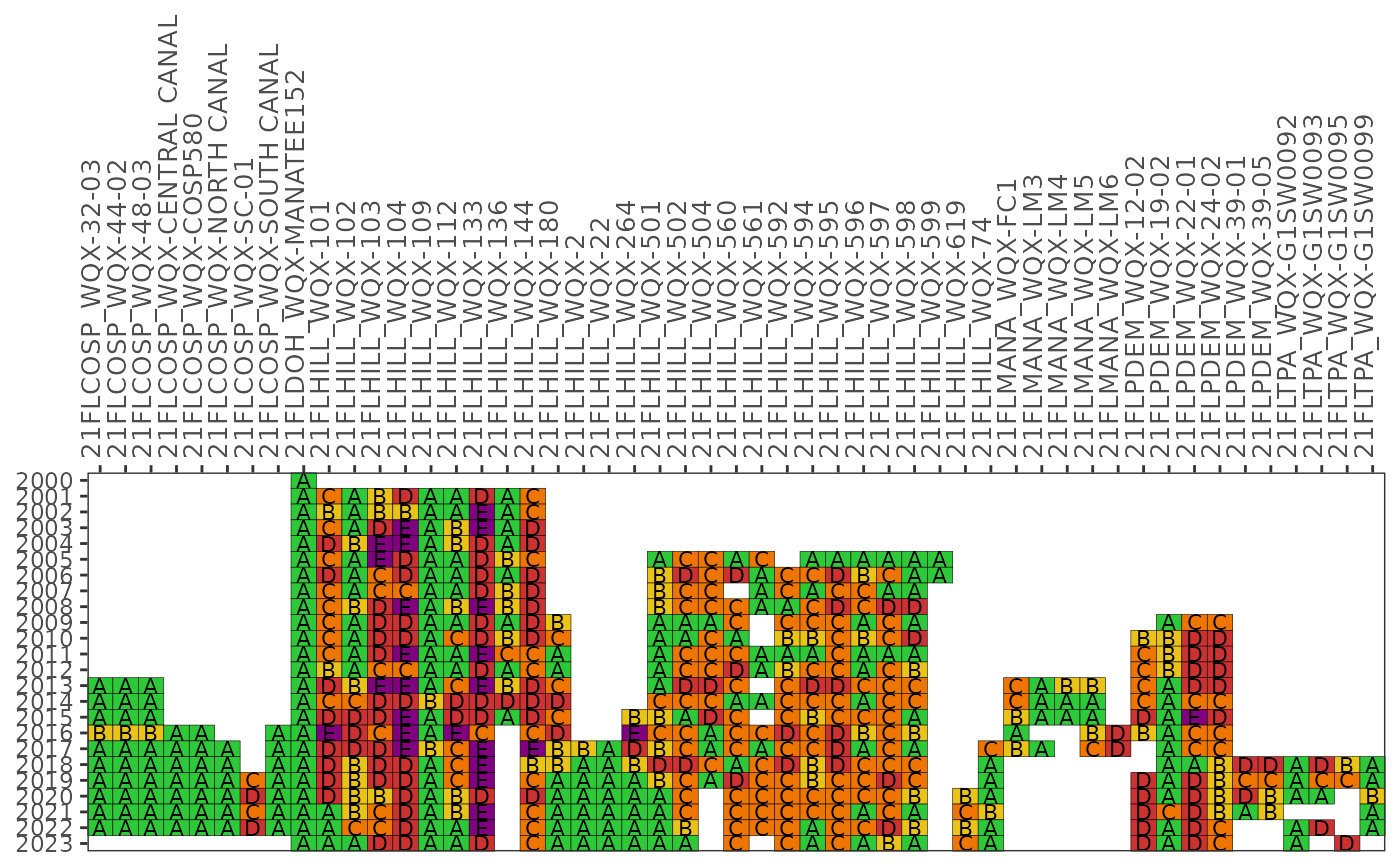 21FLCOSP_WQX-32-03
21FLCOSP_WQX-44-02
21FLCOSP_WQX-48-03
21FLCOSP_WQX-CENTRAL CANAL
21FLCOSP_WQX-COSP580
21FLCOSP_WQX-NORTH CANAL
21FLCOSP_WQX-SC-01
21FLCOSP_WQX-SOUTH CANAL
21FLDOH_WQX-MANATEE152
21FLHILL_WQX-101
21FLHILL_WQX-102
21FLHILL_WQX-103
21FLHILL_WQX-104
21FLHILL_WQX-109
21FLHILL_WQX-112
21FLHILL_WQX-133
21FLHILL_WQX-136
21FLHILL_WQX-144
21FLHILL_WQX-180
21FLHILL_WQX-2
21FLHILL_WQX-22
21FLHILL_WQX-264
21FLHILL_WQX-501
21FLHILL_WQX-502
21FLHILL_WQX-504
21FLHILL_WQX-560
21FLHILL_WQX-561
21FLHILL_WQX-592
21FLHILL_WQX-594
21FLHILL_WQX-595
21FLHILL_WQX-596
21FLHILL_WQX-597
21FLHILL_WQX-598
21FLHILL_WQX-599
21FLHILL_WQX-619
21FLHILL_WQX-74
21FLMANA_WQX-FC1
21FLMANA_WQX-LM3
21FLMANA_WQX-LM4
21FLMANA_WQX-LM5
21FLMANA_WQX-LM6
21FLPDEM_WQX-12-02
21FLPDEM_WQX-19-02
21FLPDEM_WQX-22-01
21FLPDEM_WQX-24-02
21FLPDEM_WQX-39-01
21FLPDEM_WQX-39-05
21FLTPA_WQX-G1SW0092
21FLTPA_WQX-G1SW0093
21FLTPA_WQX-G1SW0095
21FLTPA_WQX-G1SW0099
2000 A
2001 A C A B D A A D A C
2002 A B A B B A A E A C
2003 A C A D E A B E A D
2004 A D B E E A B D A D
2005 A C A E D A A D B C A C C A C A A A A A A
2006 A D A C D A A D A D B D C D A C C D B C A A
2007 A C A C C A A D B D B C C A C A C C A A
2008 A C B D E A B E B D B C C C A A C D C D D
2009 A C A D D A A D A D B A A A C C C C C C A A C C
2010 A C A D D A C D B D C A A C A B B C B C D B B D D
2011 A C A D E A A E C C A A C C C A A A A A A A C B D D
2012 A B A C C A A D A C A A C C D A B C C A C B C B D D
2013 A A A A D B E E A C E B D C A D D C C D D C C C C A B B C A D D
2014 A A A A C C D D B D D D D D C C C A A C C C A C C B A A A C A C C
2015 A A A A D D D E A D D A D C B B A D C C B C C C A B A A A D A E D
2016 B B B A A A A E D D E A E C C D E C C C C D C D C C A A B D B A C C
2017 A A A A A A A A D D D E B C E E B B A D B C C A C C D C C B C B A C D A C C
2018 A A A A A A A A D B D D A C E B B A A B D D C A C D B D C C C A A A D B D D A D B A
2019 A A A A A A C A A D B D D A C E C A A A A B C A D C C B C C D C A D A D B C C A C C A
2020 A A A A A A D A A D B B D A B D D A A A A A C C C C C C C C B B A D A D B D B A A B
2021 A A A A A A C A A A B C D A B E C A A A A A C C C C C C A C A C B D C D B A B A
2022 A A A A A A D A A A C C D A A E C A A A A A B C C C A C C D B C A D A D B A D A
2023 A A A A D A A D C A A A A A C C A C A B A C A D A D C A D